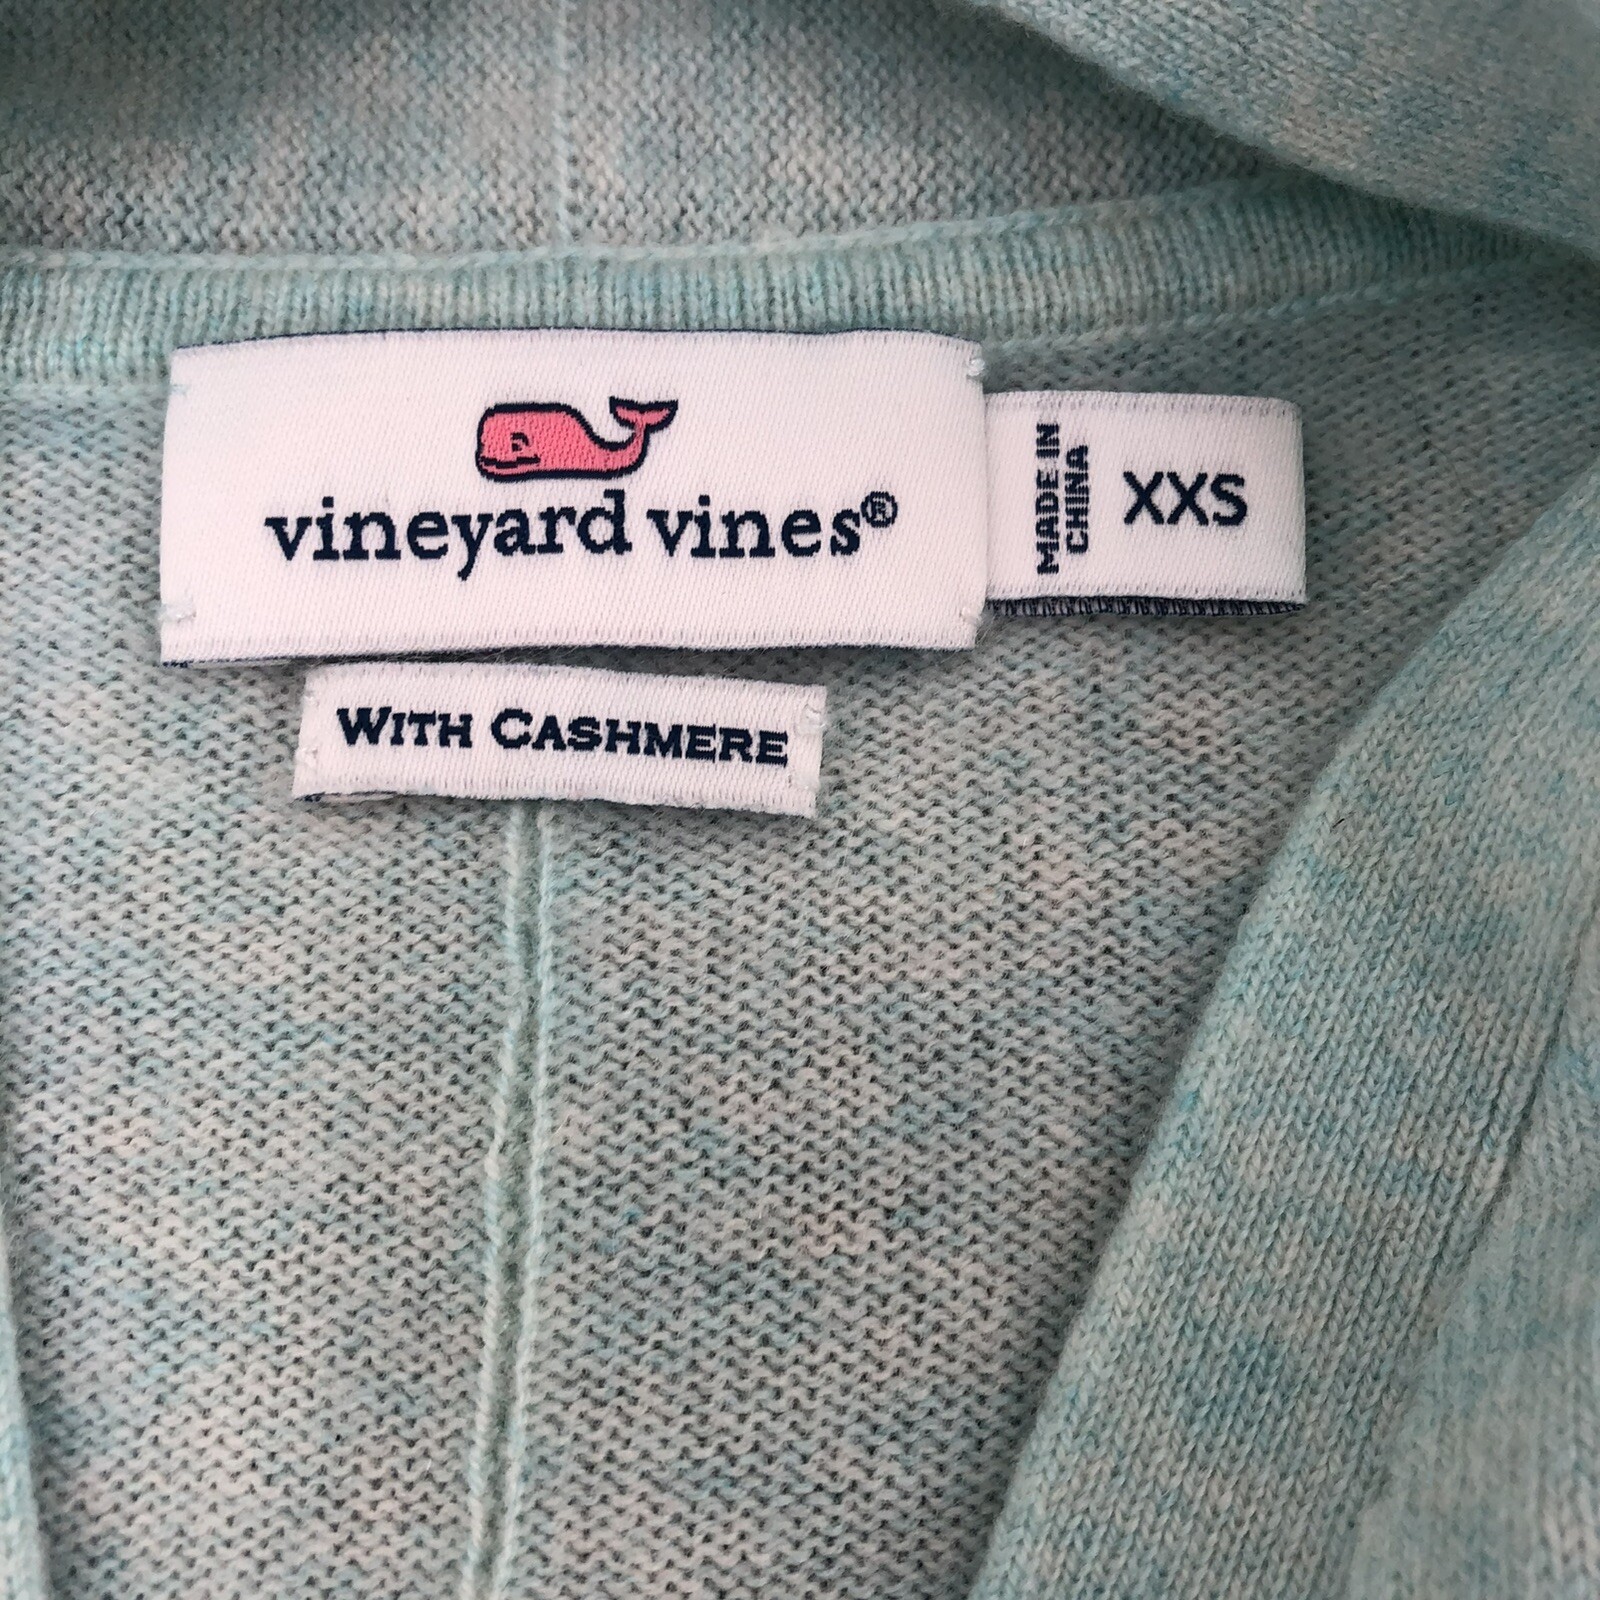 vineyard vines®
MADE IN
CHINA
XXS
WITH CASHMERE